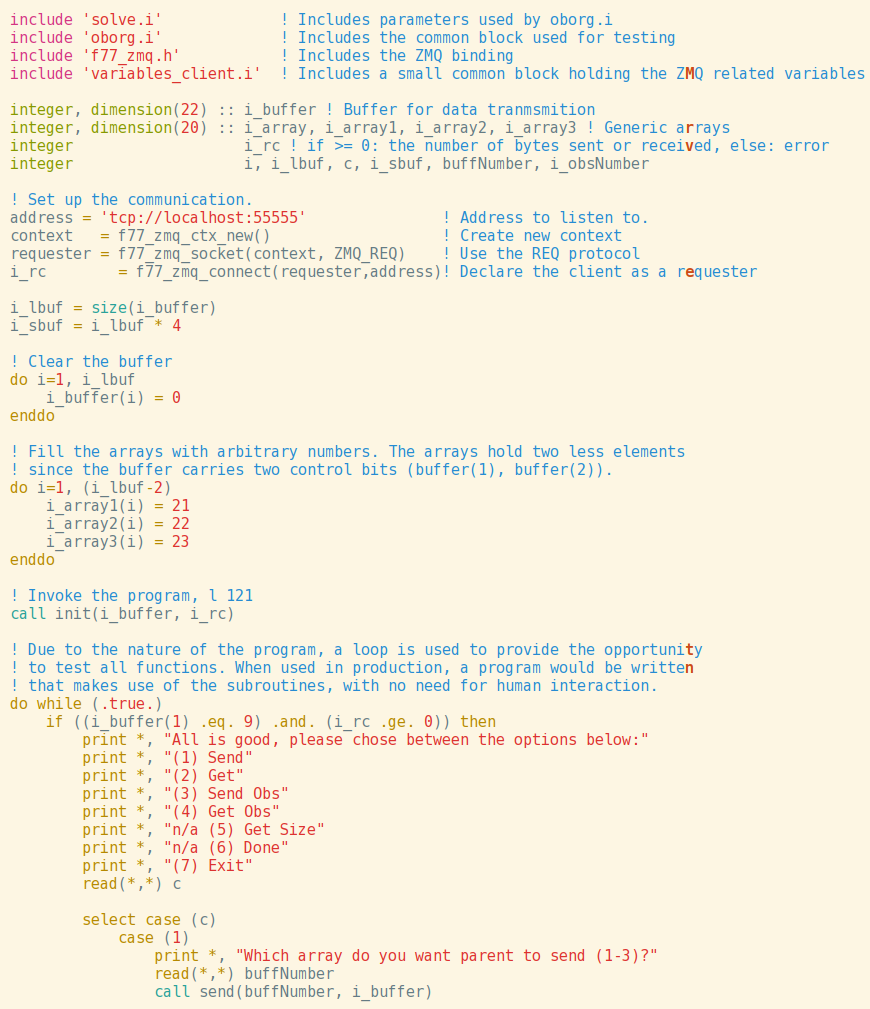 include 'solve.i'             ! Includes parameters used by oborg.i
include 'oborg.i'             ! Includes the common block used for testing
include 'f77_zmq.h'           ! Includes the ZMQ binding
include 'variables_client.i'  ! Includes a small common block holding the ZMQ related variables
integer, dimension(22) :: i_buffer ! Buffer for data tranmsmition
integer, dimension(20) :: i_array, i_array1, i_array2, i_array3 ! Generic arrays
integer                   i_rc ! if >= 0: the number of bytes sent or received, else: error
integer                   i, i_lbuf, c, i_sbuf, buffNumber, i_obsNumber
! Set up the communication.
address = 'tcp://localhost:55555'               ! Address to listen to.
context   = f77_zmq_ctx_new()                   ! Create new context
requester = f77_zmq_socket(context, ZMQ_REQ)    ! Use the REQ protocol
i_rc        = f77_zmq_connect(requester,address)! Declare the client as a requester
i_lbuf = size(i_buffer)
i_sbuf = i_lbuf * 4
! Clear the buffer
do i=1, i_lbuf
    i_buffer(i) = 0
enddo
! Fill the arrays with arbitrary numbers. The arrays hold two less elements
! since the buffer carries two control bits (buffer(1), buffer(2)).
do i=1, (i_lbuf-2)
    i_array1(i) = 21
    i_array2(i) = 22
    i_array3(i) = 23
enddo
! Invoke the program, l 121
call init(i_buffer, i_rc)
! Due to the nature of the program, a loop is used to provide the opportunity
! to test all functions. When used in production, a program would be written
! that makes use of the subroutines, with no need for human interaction.
do while (.true.)
    if ((i_buffer(1) .eq. 9) .and. (i_rc .ge. 0)) then
        print *, "All is good, please chose between the options below:"
        print *, "(1) Send"
        print *, "(2) Get"
        print *, "(3) Send Obs"
        print *, "(4) Get Obs"
        print *, "n/a (5) Get Size"
        print *, "n/a (6) Done"
        print *, "(7) Exit"
        read(*,*) c
        select case (c)
            case (1)
                print *, "Which array do you want parent to send (1-3)?"
                read(*,*) buffNumber
                call send(buffNumber, i_buffer)